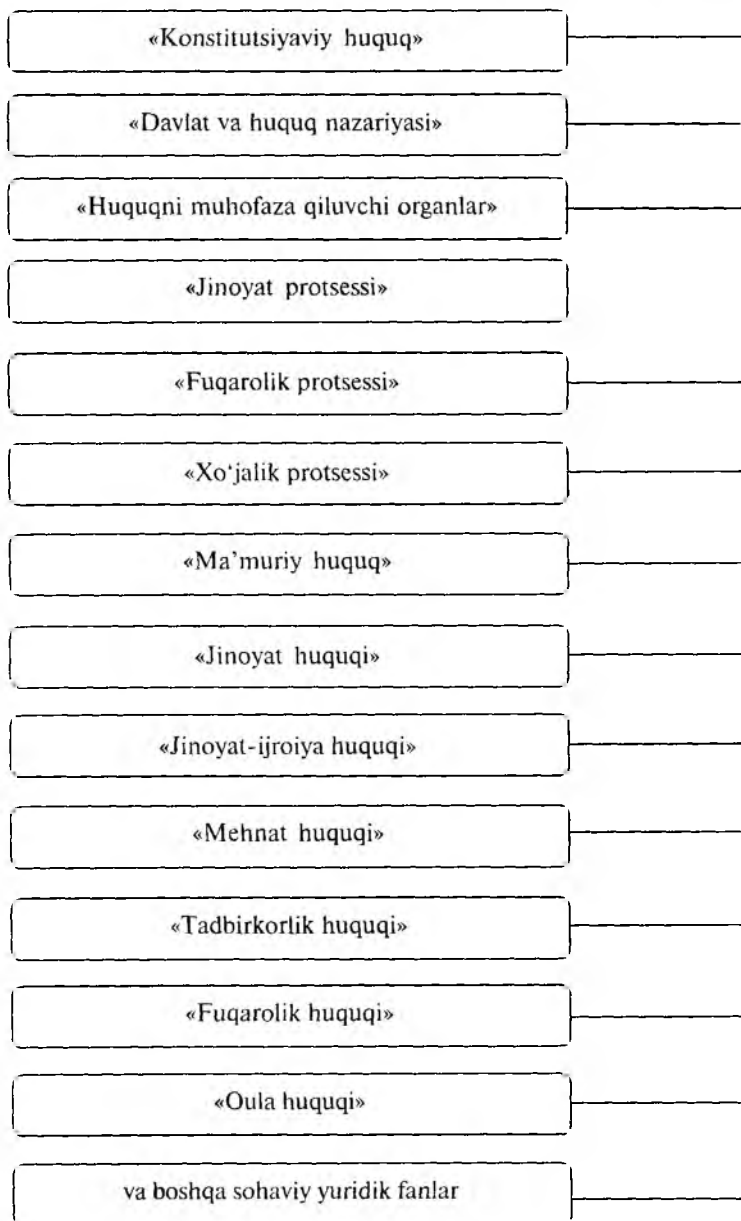 «Konstitutsiyaviy huquq»
«Davlat va huquq nazariyasi»
«Huquqni muhofaza qiluvchi organlar»
«Jinoyat protsessi»
«Fuqarolik protsessi»
«Xo‘jalik protsessi»
«Ma’muriy huquq»
«Jinoyat huquqi»
«Jinoyat-ijroiya huquqi»
«Mehnat huquqi»
«Tadbirkorlik huquqi»
«Fuqarolik huquqi»
«Oula huquqi»
va boshqa sohaviy yuridik fanlar